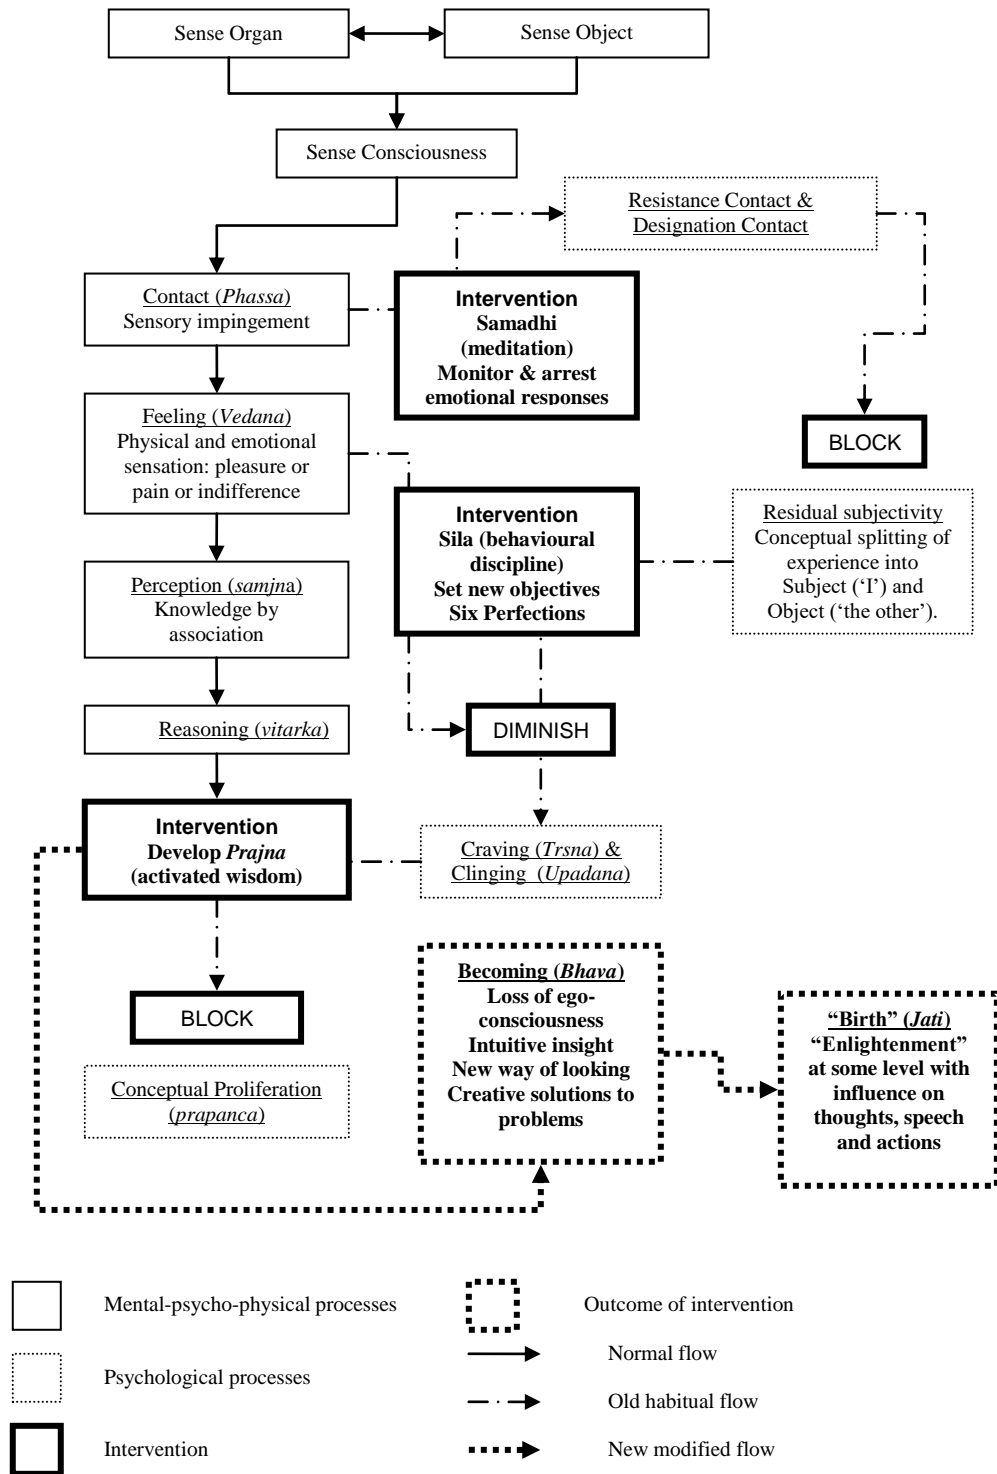 Sense Organ
Sense Object
Sense Consciousness
Resistance Contact &
Designation Contact
Contact (Phassa)
Sensory impingement
Intervention
Samadhi
(meditation)
Monitor & arrest
emotional responses
Feeling (Vedana)
Physical and emotional
sensation: pleasure or
pain or indifference
BLOCK
Intervention
Sila (behavioural
discipline)
Set new objectives
Six Perfections
Residual subjectivity
Conceptual splitting of
experience into
Subject (‘I’) and
Object (‘the other’).
Perception (samjna)
Knowledge by
association
Reasoning (vitarka)
DIMINISH
Intervention
Develop Prajna
(activated wisdom)
Craving (Trsna) &
Clinging (Upadana)
BLOCK
Conceptual Proliferation
(prapanca)
Becoming (Bhava)
Loss of ego-
consciousness
Intuitive insight
New way of looking
Creative solutions to
problems
“Birth” (Jati)
“Enlightenment”
at some level with
influence on
thoughts, speech
and actions
Mental-psycho-physical processes
Psychological processes
Intervention
Outcome of intervention
Normal flow
Old habitual flow
New modified flow